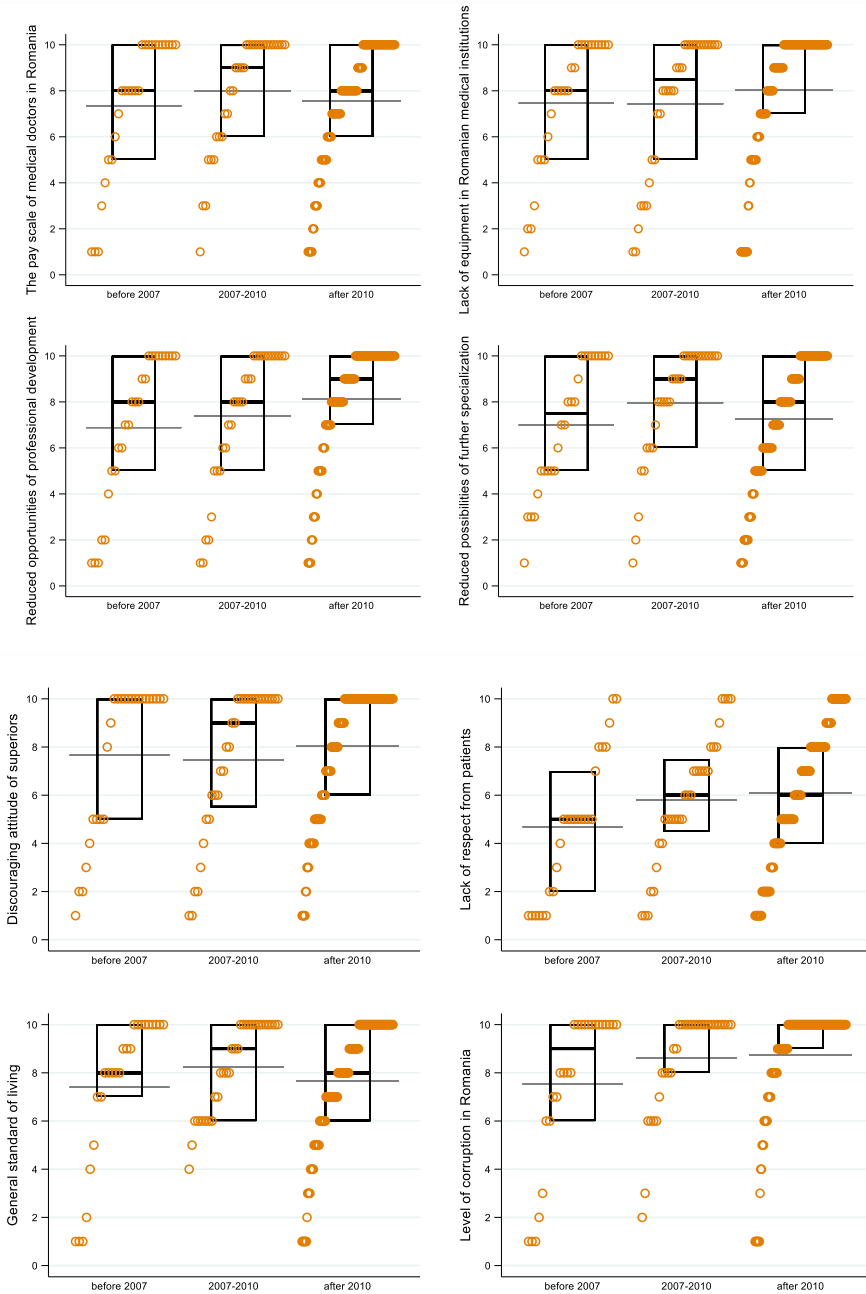 The pay scale of medical doctors in Romania
10
8
6
4
2
0
before 2007
2007-2010
after 2010
Lack of equipment in Romanian medical institutions
10
8
6
4
2
0
before 2007
2007-2010
after 2010
Reduced opportunities of professional development
10
8
6
4
2
0
before 2007
2007-2010
after 2010
Reduced possibilities of further specialization
10
8
6
4
2
0
before 2007
2007-2010
after 2010
Discouraging attitude of superiors
10
8
6
4
2
0
before 2007
2007-2010
after 2010
Lack of respect from patients
10
8
6
4
2
0
before 2007
2007-2010
after 2010
General standard of living
10
8
6
4
2
0
before 2007
2007-2010
after 2010
Level of corruption in Romania
10
8
6
4
2
0
before 2007
2007-2010
after 2010